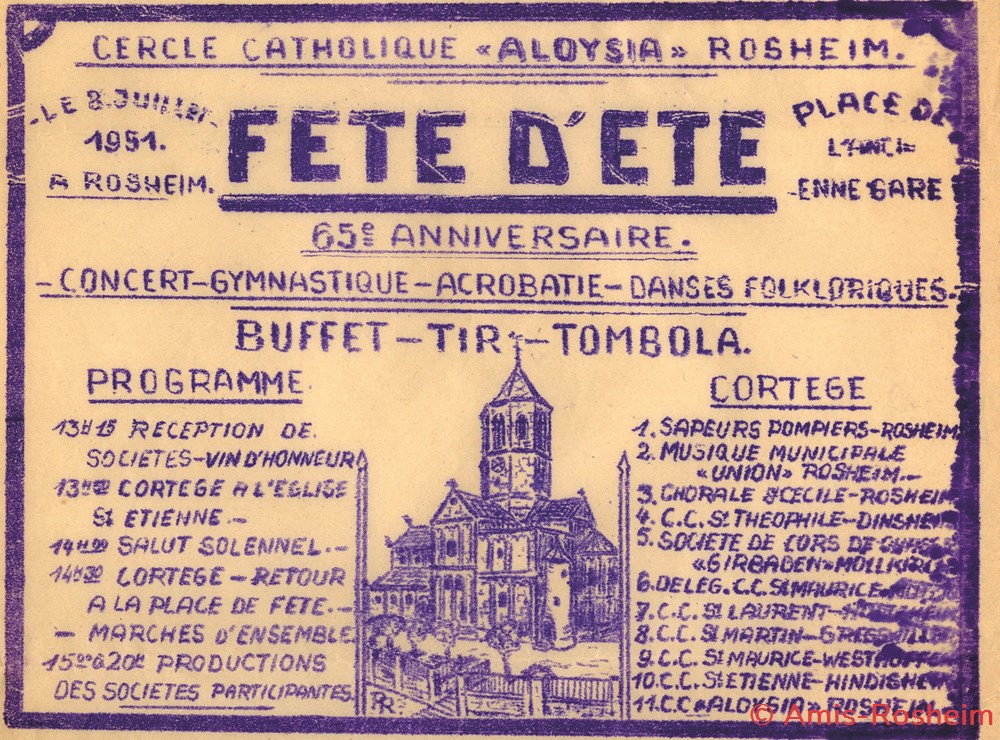 CERCLE CATHOLIQUE «ALOYSIA» ROSHEIM.
-LE 8 JUILLET-
1951.
A ROSHEIM.
FETE D'ETE
PLACE DE
L'ANCI-
-ENNE GARE
65e ANNIVERSAIRE.
-CONCERT-GYMNASTIQUE-ACROBATIE-DANSES FOLKLORIQUES.-
BUFFET-TIR-TOMBOLA.
PROGRAMME.
13H15 RECEPTION DE
SOCIETES-VIN D'HONNEUR
CORTEGE A L'EGLISE
St ETIENNE.-
14H00 SALUT SOLENNEL.-
14H30 CORTEGE-RETOUR
A LA PLACE DE FETE.-
- MARCHES D'ENSEMBLE
PRODUCTIONS
DES SOCIETES PARTICIPANTES.
CORTEGE
1. SAPEURS POMPIERS-ROSHEIM
2. MUSIQUE MUNICIPALE
«UNION» ROSHEIM.-
3. CHORALE St CECILE-ROSHEIM
4. C.C. St THEOPHILE-DINSHEIM
5. SOCIETE DE CORS DE
«GIRBADEN»
6. DELEG. C.C. St MAURICE
7. C.C. St LAURENT-
8. C.C. St MARTIN-
9. C.C. St MAURICE-WESTHOFFEN
10. C.C. St ETIENNE-HINDISHEIM
11. C.C «ALOYSIA» ROSHEIM.
© Amis-Rosheim